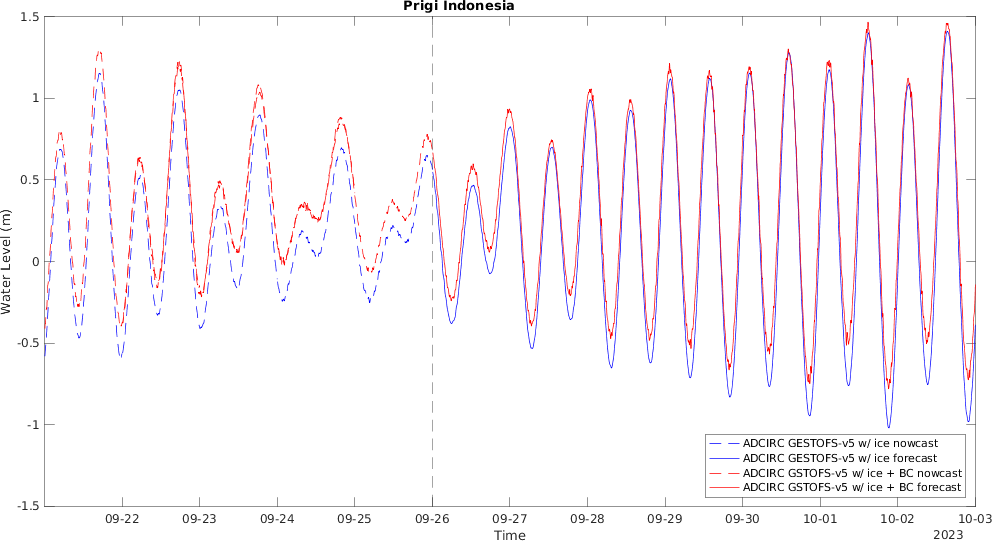 Prigi Indonesia
1.5
1
0.5
0
-0.5
-1
-1.5
Water Level (m)
ADCIRC GESTOFS-v5 w/ ice nowcast
ADCIRC GESTOFS-v5 w/ ice forecast
ADCIRC GSTOFS-v5 w/ ice + BC nowcast
ADCIRC GSTOFS-v5 w/ ice + BC forecast
09-22 09-23 09-24 09-25 09-26 09-27 09-28 09-29 09-30 10-01 10-02 10-03
Time
2023